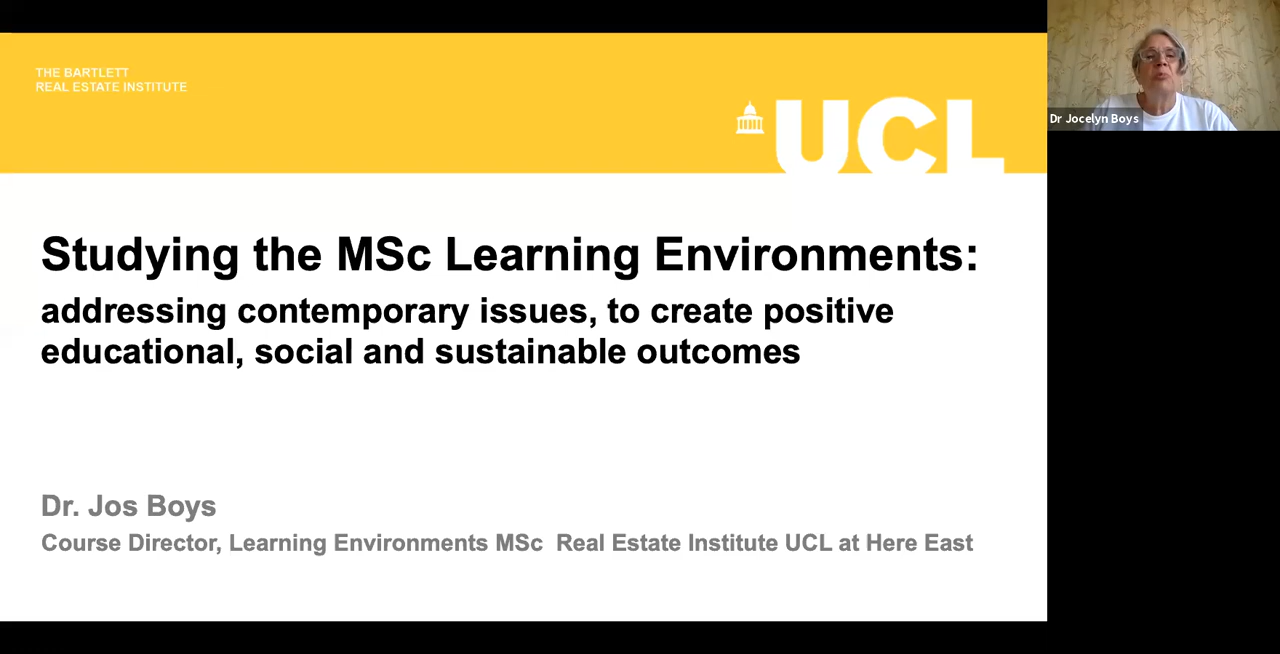 THE BARTLETT
REAL ESTATE INSTITUTE
UCL
Dr Jocelyn Boys
Studying the MSc Learning Environments:
addressing contemporary issues, to create positive
educational, social and sustainable outcomes
Dr. Jos Boys
Course Director, Learning Environments MSc  Real Estate Institute UCL at Here East